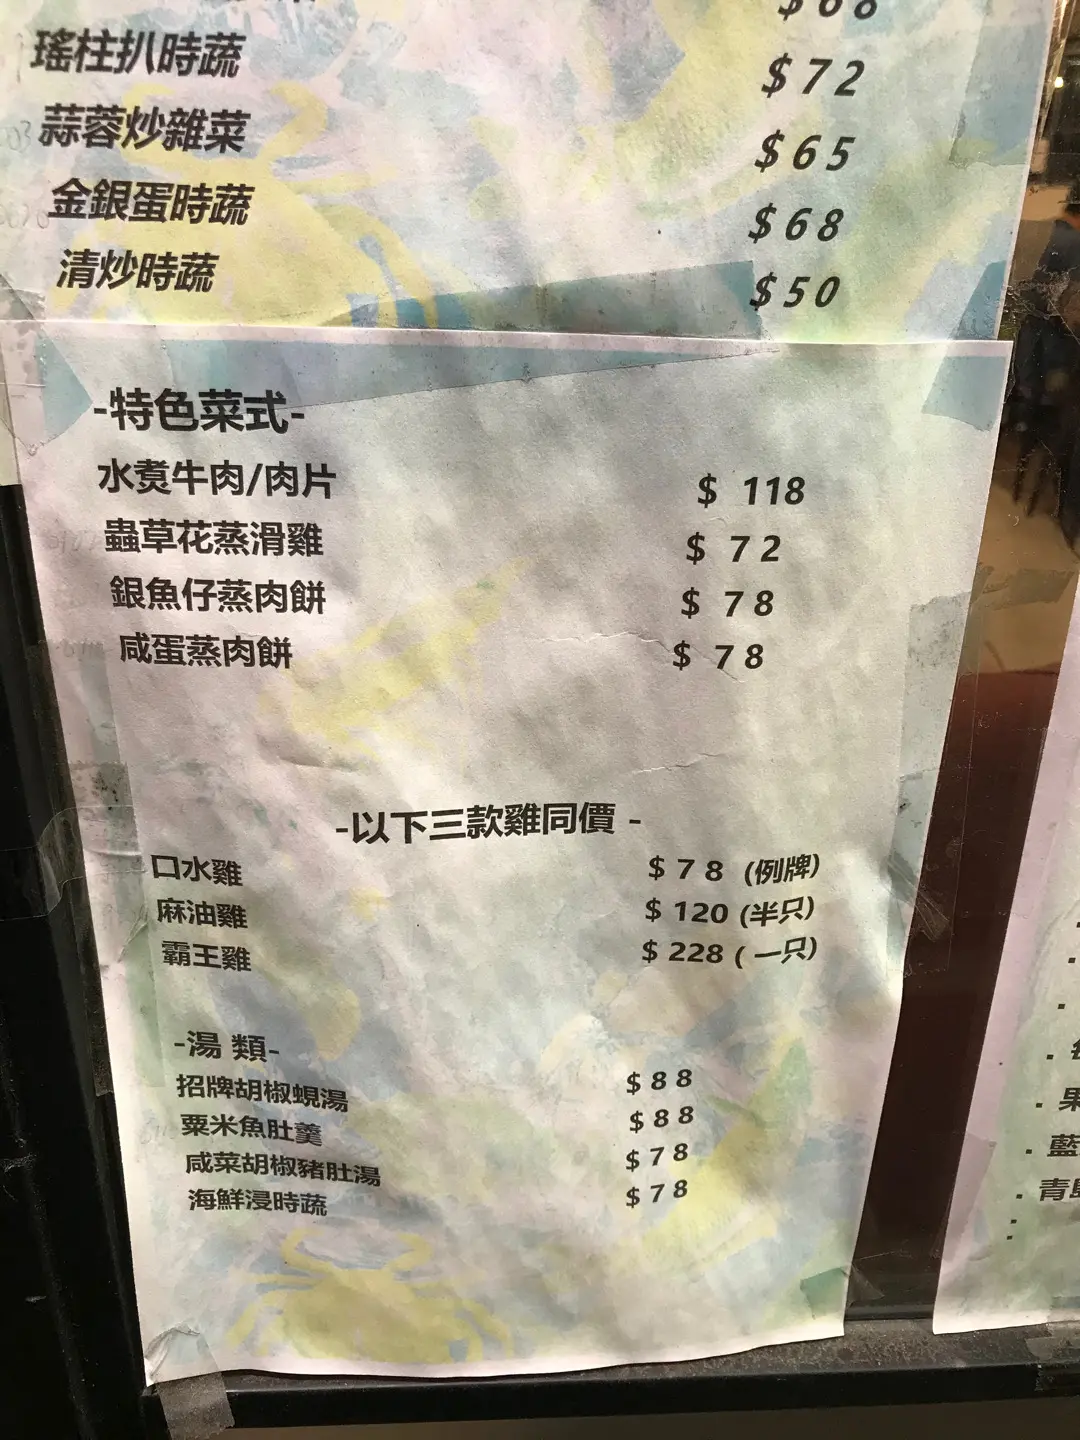 瑤柱扒時蔬 $72
蒜蓉炒雜菜 $65
金銀蛋時蔬 $68
清炒時蔬 $50
-特色菜式-
水煑牛肉/肉片 $ 118
蟲草花蒸滑雞 $ 72
銀魚仔蒸肉餅 $ 78
咸蛋蒸肉餅 $ 78
-以下三款雞同價 -
口水雞 $ 78 (例牌)
麻油雞 $ 120 (半只)
霸王雞 $ 228 ( 一只)
-湯 類-
招牌胡椒蜆湯 $88
粟米魚肚羹 $88
咸菜胡椒豬肚湯 $78
海鮮浸時蔬 $78